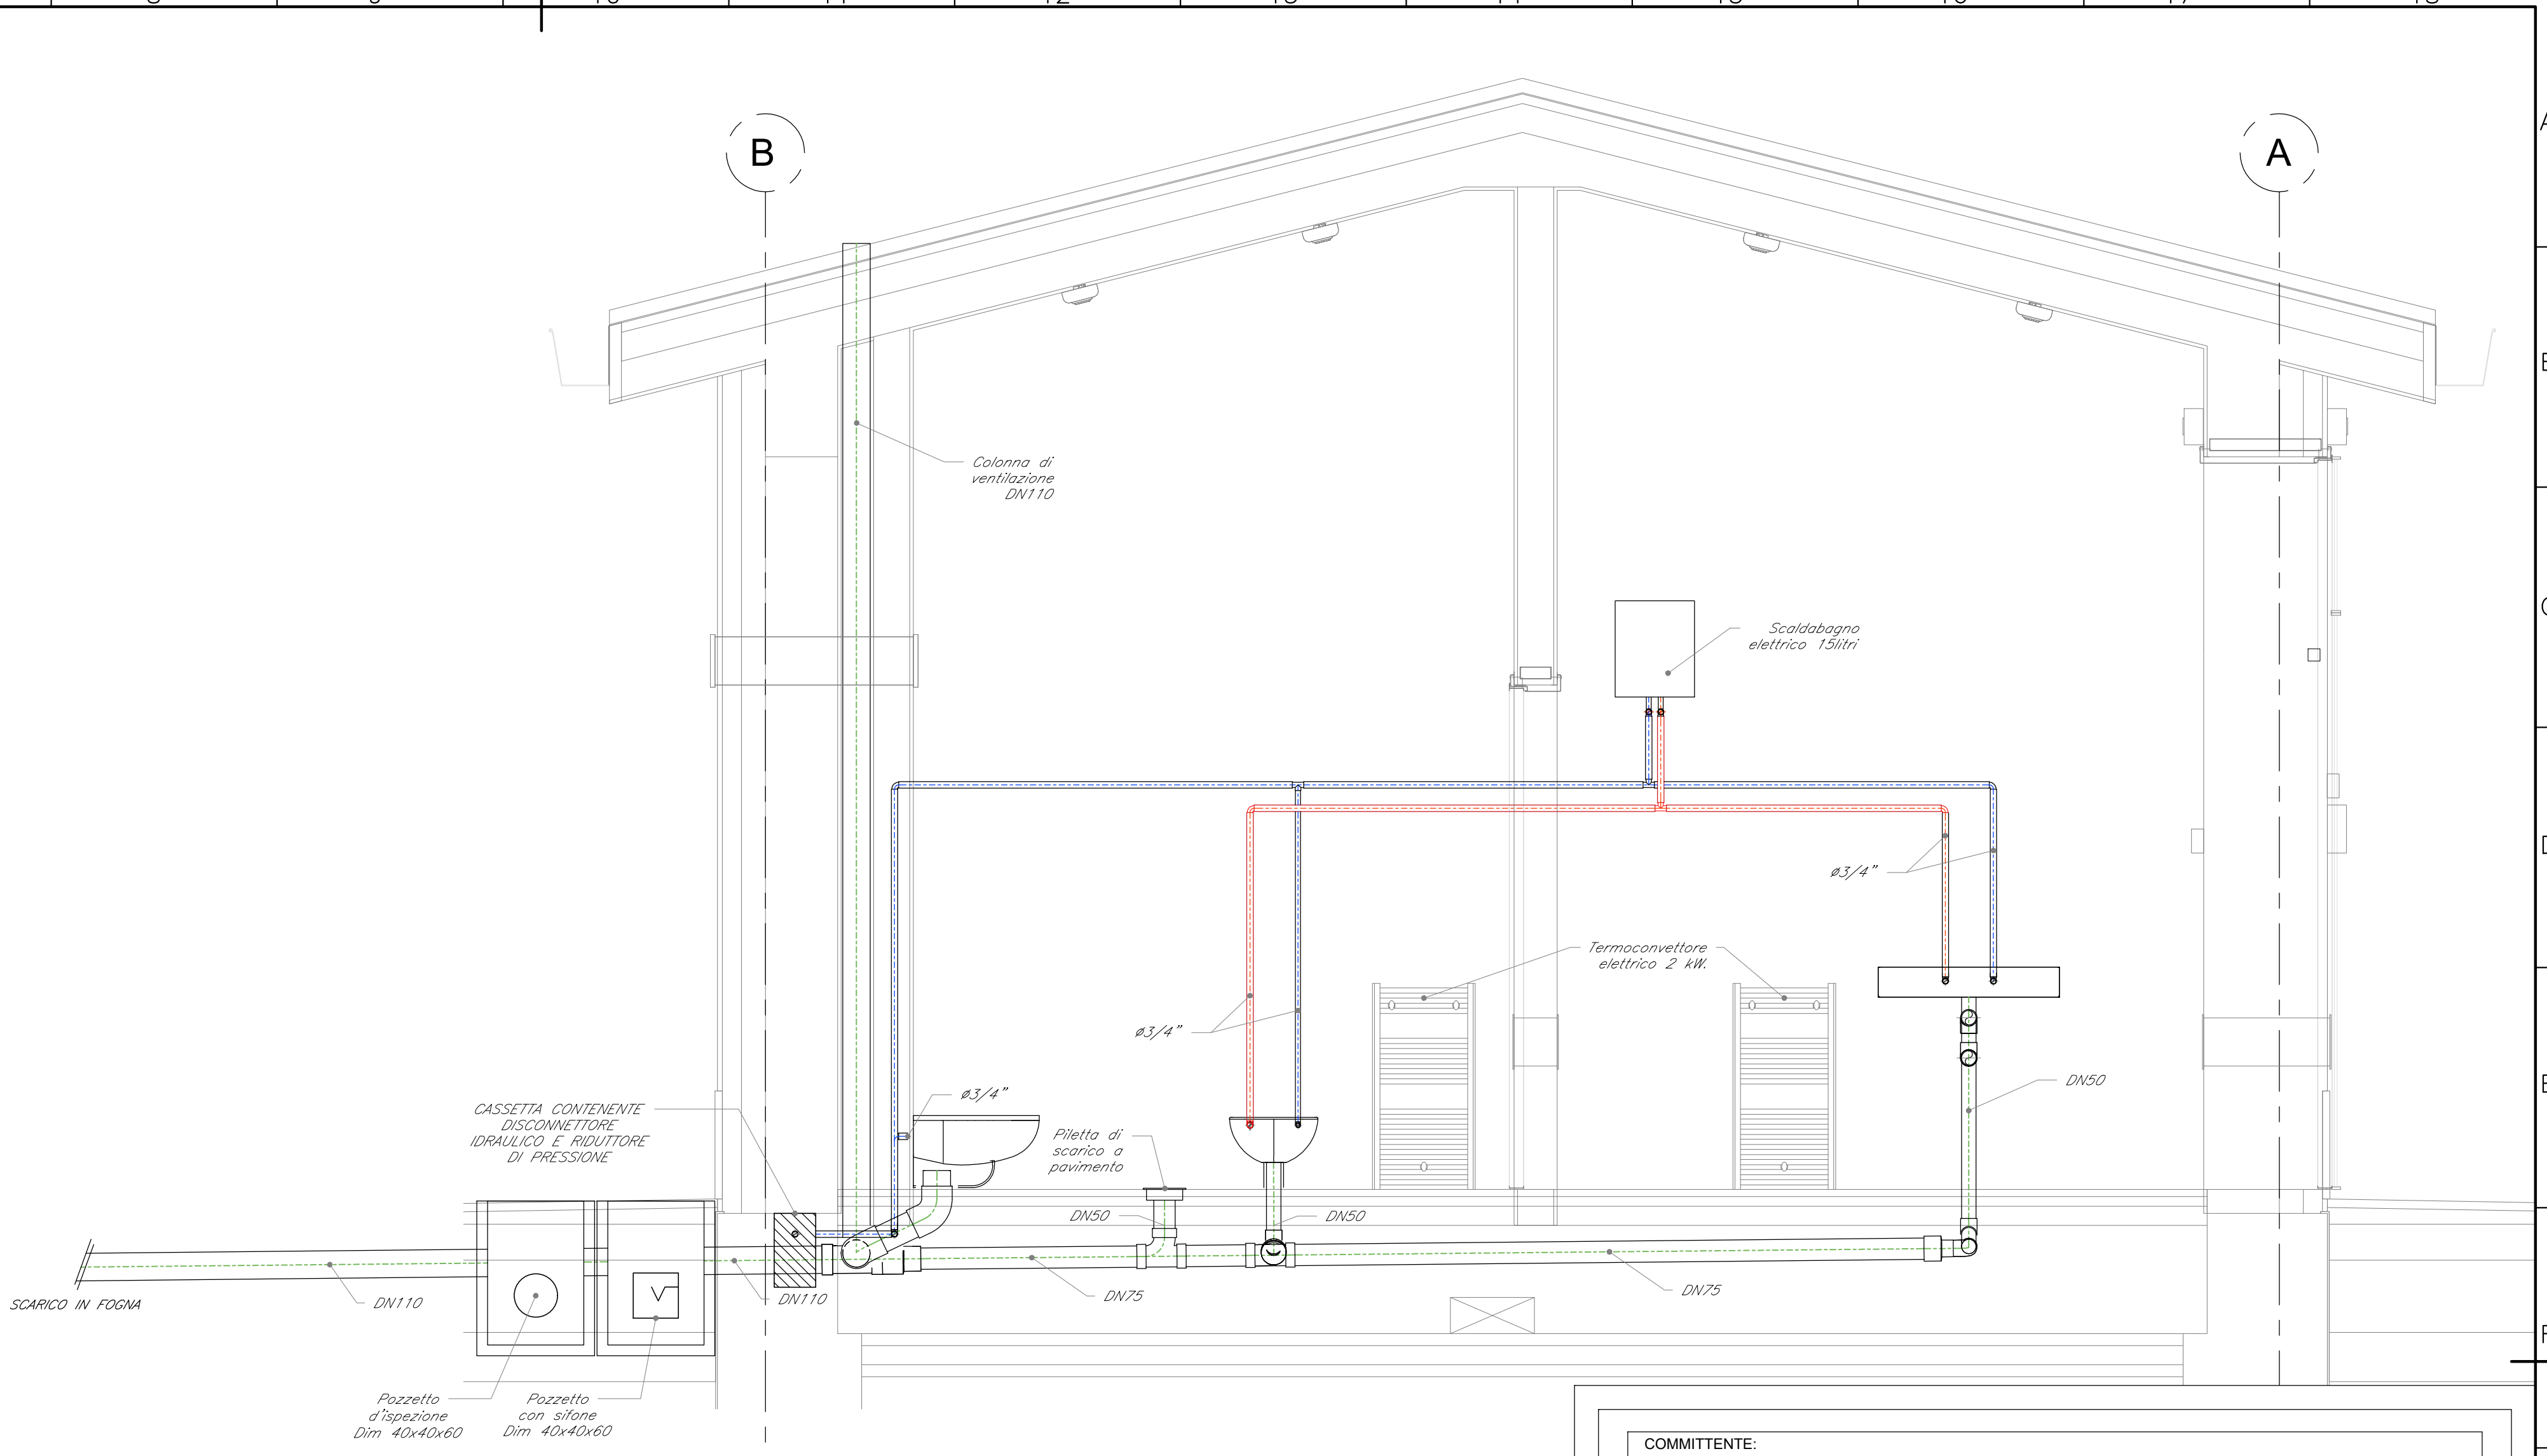 B
A
Colonna di
ventilazione
DN110
Scaldabagno
elettrico 15litri
ø3/4"
Termoconvettore
elettrico 2 kW.
ø3/4"
DN50
ø3/4"
CASSETTA CONTENENTE
DISCONNETTORE
IDRAULICO E RIDUTTORE
DI PRESSIONE
Piletta di
scarico a
pavimento
DN50
DN50
SCARICO IN FOGNA
DN110
DN110
DN75
DN75
Pozzetto
d'ispezione
Dim 40x40x60
Pozzetto
con sifone
Dim 40x40x60
COMMITTENTE: